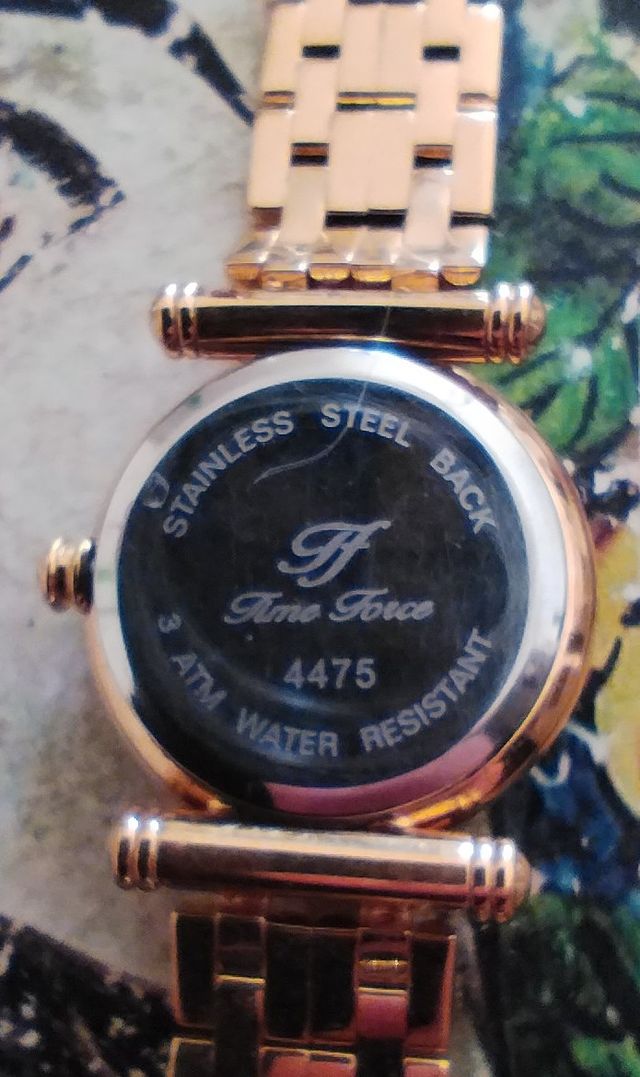 STAINLESS STEEL BACK
TF
Time Force
4475
3 ATM WATER RESISTANT